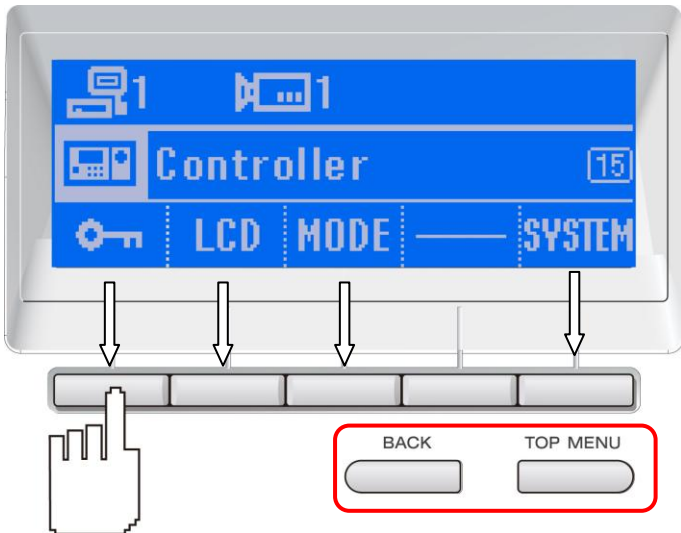 1 1
Controller 15
LCD MODE SYSTEM
BACK TOP MENU